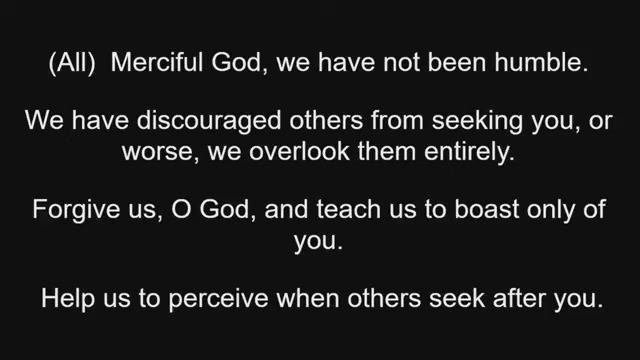 (All)  Merciful God, we have not been humble.
We have discouraged others from seeking you, or
worse, we overlook them entirely.
Forgive us, O God, and teach us to boast only of
you.
Help us to perceive when others seek after you.